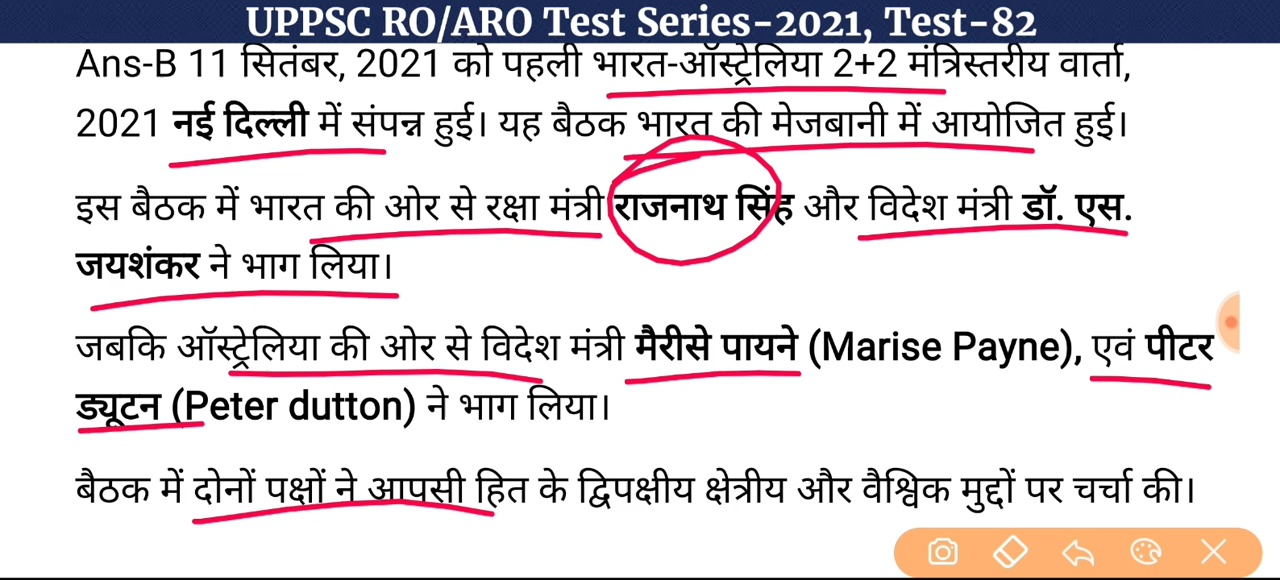 UPPSC RO/ARO Test Series-2021, Test-82
Ans-B 11 सितंबर, 2021 को पहली भारत-ऑस्ट्रेलिया 2+2 मंत्रिस्तरीय वार्ता,
2021 नई दिल्ली में संपन्न हुई। यह बैठक भारत की मेजबानी में आयोजित हुई।
इस बैठक में भारत की ओर से रक्षा मंत्री राजनाथ सिंह और विदेश मंत्री डॉ. एस.
जयशंकर ने भाग लिया।
जबकि ऑस्ट्रेलिया की ओर से विदेश मंत्री मैरीसे पायने (Marise Payne), एवं पीटर
ड्यूटन (Peter dutton) ने भाग लिया।
बैठक में दोनों पक्षों ने आपसी हित के द्विपक्षीय क्षेत्रीय और वैश्विक मुद्दों पर चर्चा की।